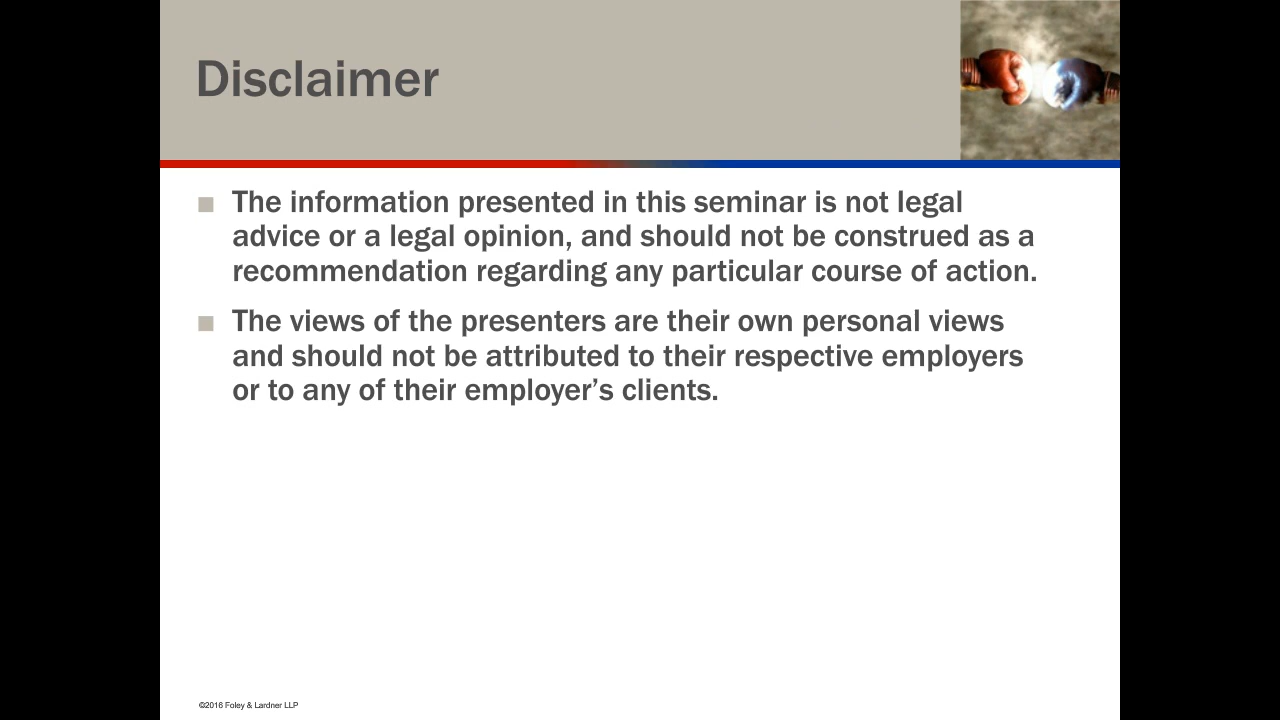 Disclaimer
The information presented in this seminar is not legal
advice or a legal opinion, and should not be construed as a
recommendation regarding any particular course of action.
The views of the presenters are their own personal views
and should not be attributed to their respective employers
or to any of their employer’s clients.
©2016 Foley & Lardner LLP